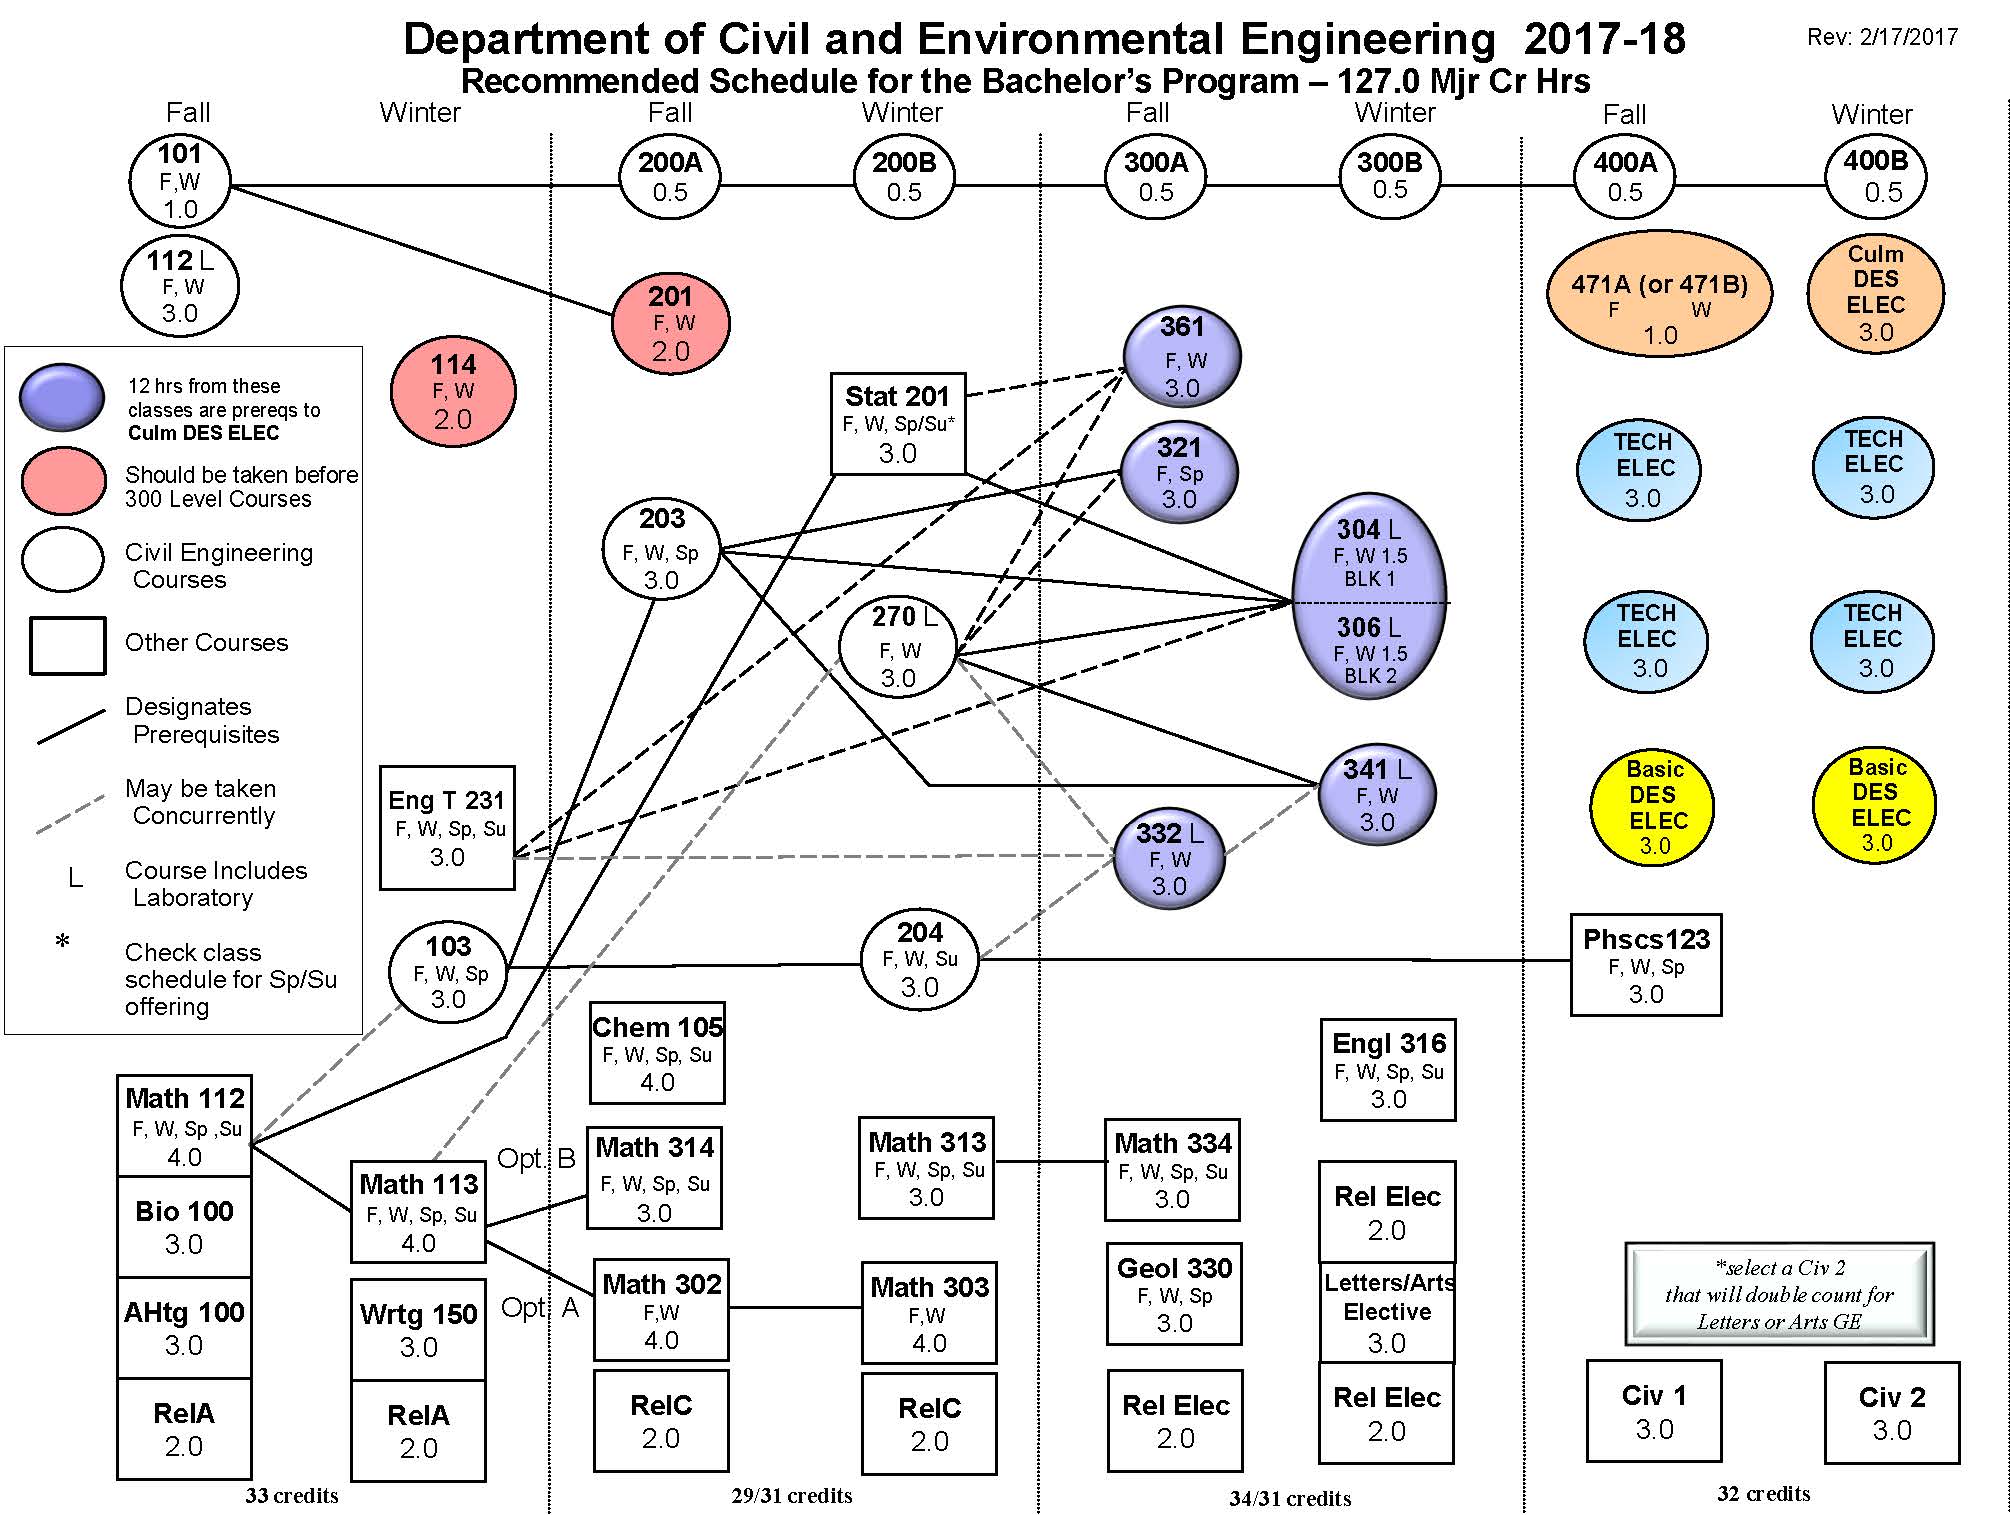 Department of Civil and Environmental Engineering 2017-18
Rev: 2/17/2017
Recommended Schedule for the Bachelor's Program – 127.0 Mjr Cr Hrs
Fall
Winter
Fall
Winter
Fall
Winter
Fall
Winter
101
F,W
1.0
200A
0.5
200B
0.5
300A
0.5
300B
0.5
400A
0.5
400B
0.5
112 L
F, W
3.0
114
F, W
2.0
201
F, W
2.0
361
F, W
3.0
471A (or 471B)
F W
1.0
Culm
DES
ELEC
3.0
12 hrs from these
classes are prereqs to
Culm DES ELEC
Should be taken before
300 Level Courses
Civil Engineering
Courses
Other Courses
Designates
Prerequisites
May be taken
Concurrently
L
Course Includes
Laboratory
*
Check class
schedule for Sp/Su
offering
Stat 201
F, W, Sp/Su*
3.0
321
F, Sp
3.0
TECH
ELEC
3.0
TECH
ELEC
3.0
203
F, W, Sp
3.0
304 L
F, W 1.5
BLK 1
306 L
F, W 1.5
BLK 2
270 L
F, W
3.0
TECH
ELEC
3.0
TECH
ELEC
3.0
Eng T 231
F, W, Sp, Su
3.0
341 L
F, W
3.0
332 L
F, W
3.0
Basic
DES
ELEC
3.0
Basic
DES
ELEC
3.0
103
F, W, Sp
3.0
204
F, W, Su
3.0
Phscs123
F, W, Sp
3.0
Chem 105
F, W, Sp, Su
4.0
Engl 316
F, W, Sp, Su
3.0
Math 112
F, W, Sp ,Su
4.0
Math 113
F, W, Sp, Su
4.0
Opt. B
Math 314
F, W, Sp, Su
3.0
Math 313
F, W, Sp, Su
3.0
Math 334
F, W, Sp, Su
3.0
Rel Elec
2.0
Bio 100
3.0
AHtg 100
3.0
Wrtg 150
3.0
Opt. A
Math 302
F,W
4.0
Math 303
F,W
4.0
Geol 330
F, W, Sp
3.0
Letters/Arts
Elective
3.0
*select a Civ 2
that will double count for
Letters or Arts GE
RelA
2.0
RelA
2.0
RelC
2.0
RelC
2.0
Rel Elec
2.0
Rel Elec
2.0
Civ 1
3.0
Civ 2
3.0
33 credits
29/31 credits
34/31 credits
32 credits